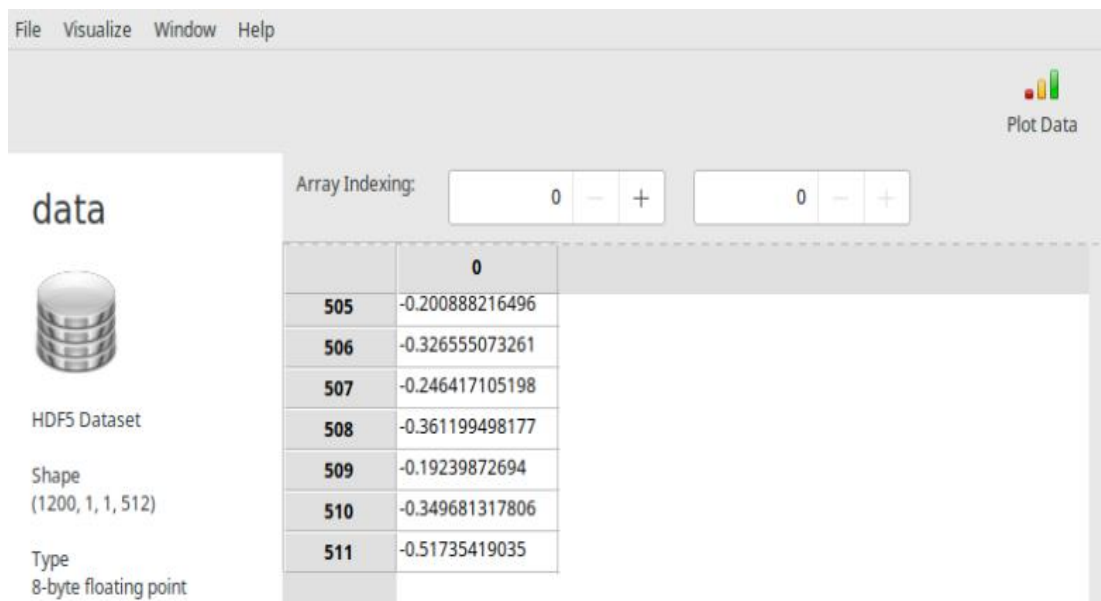 File Visualize Window Help
Plot Data
data
HDF5 Dataset
Shape
(1200, 1, 1, 512)
Type
8-byte floating point
Array Indexing: 0 − + 0 − +
0
505 -0.200888216496
506 -0.326555073261
507 -0.246417105198
508 -0.361199498177
509 -0.19239872694
510 -0.349681317806
511 -0.51735419035